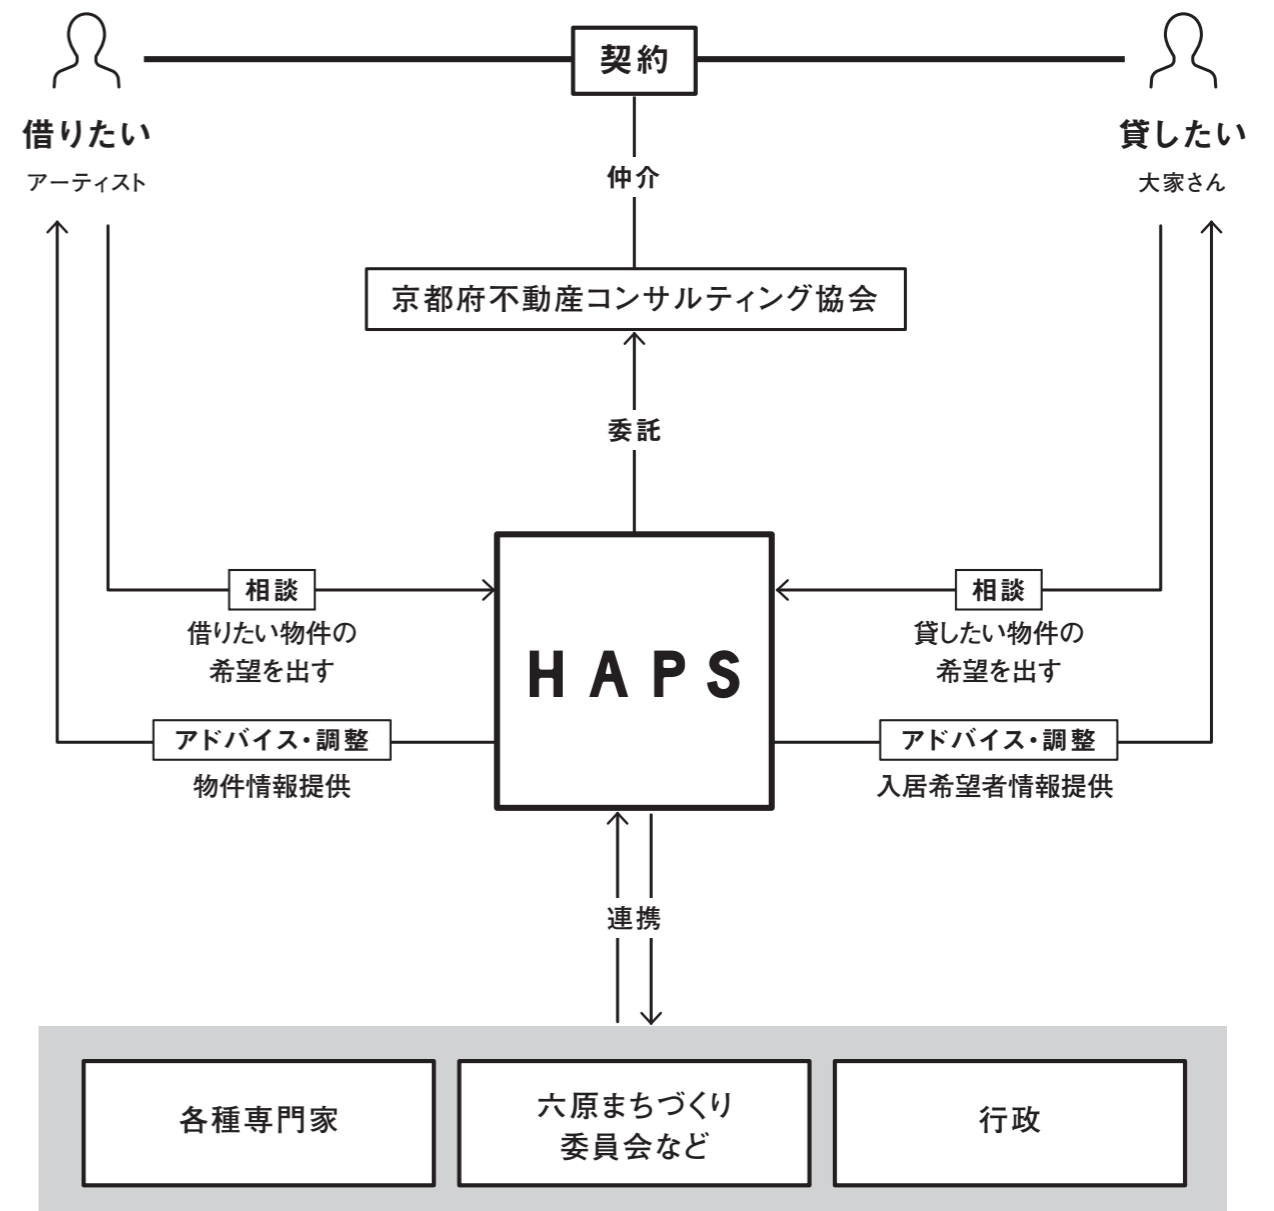 契約
借りたい
アーティスト
貸したい
大家さん
仲介
京都府不動産コンサルティング協会
委託
相談
借りたい物件の
希望を出す
相談
貸したい物件の
希望を出す
HAPS
アドバイス・調整
物件情報提供
アドバイス・調整
入居希望者情報提供
連携
各種専門家
六原まちづくり
委員会など
行政